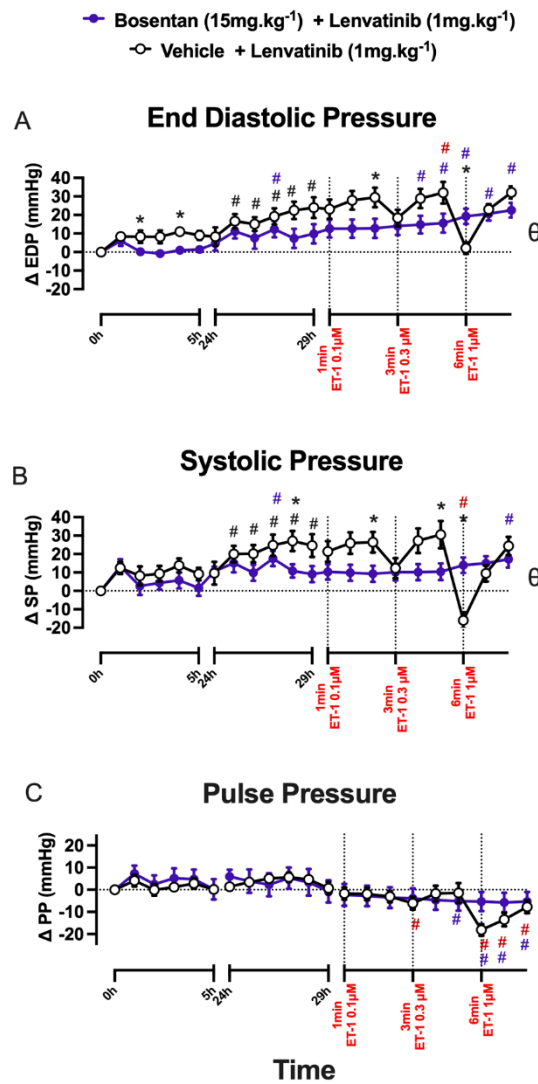 Bosentan (15mg.kg⁻¹) + Lenvatinib (1mg.kg⁻¹)
Vehicle + Lenvatinib (1mg.kg⁻¹)
A
End Diastolic Pressure
# # #
* * # # # # # * # # * # #
Δ EDP (mmHg)
40
30
20
10
0
-10
-20
θ
0h
5h
24h
29h
1min
ET-1 0.1µM
3min
ET-1 0.3 µM
6min
ET-1 1µM
B
Systolic Pressure
# * * * # #
# # # # # *
Δ SP (mmHg)
40
30
20
10
0
-10
-20
θ
0h
5h
24h
29h
1min
ET-1 0.1µM
3min
ET-1 0.3 µM
6min
ET-1 1µM
C
Pulse Pressure
Δ PP (mmHg)
20
10
0
-10
-20
# # # # #
# # #
0h
5h
24h
29h
1min
ET-1 0.1µM
3min
ET-1 0.3 µM
6min
ET-1 1µM
Time